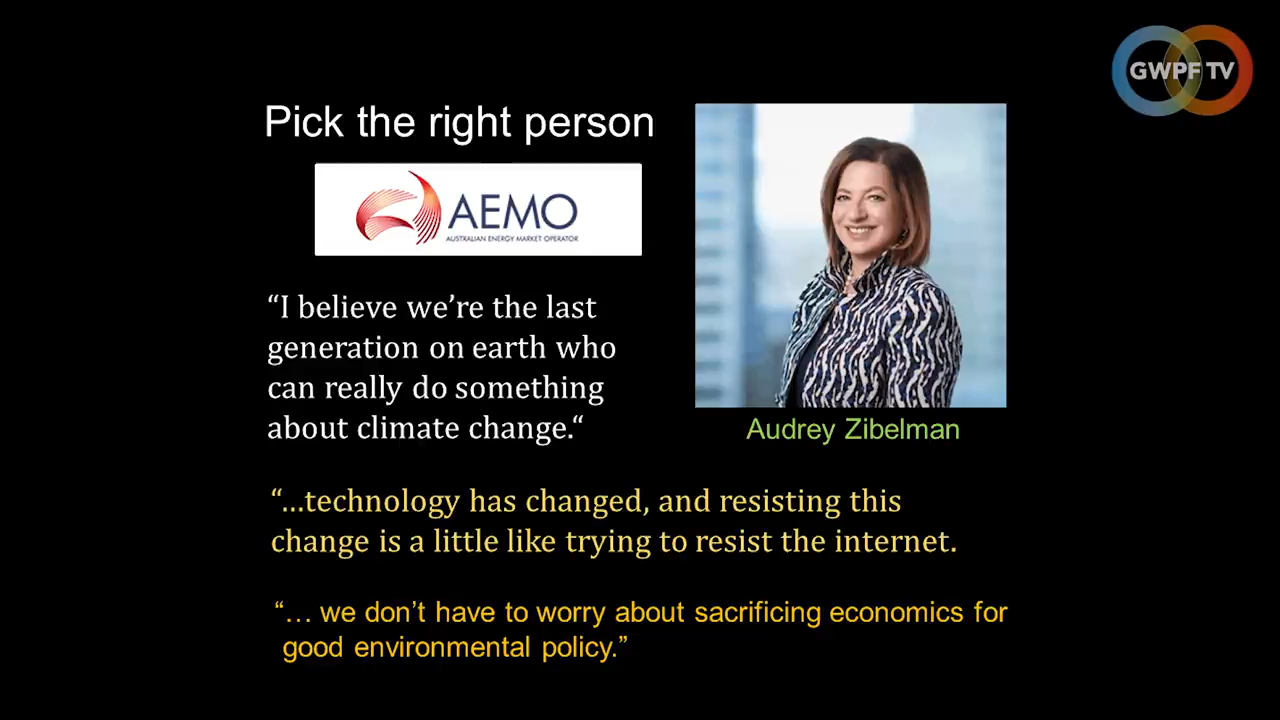 GWPF TV
Pick the right person
AEMO
AUSTRALIAN ENERGY MARKET OPERATOR
“I believe we’re the last
generation on earth who
can really do something
about climate change.“
Audrey Zibelman
“...technology has changed, and resisting this
change is a little like trying to resist the internet.
“… we don’t have to worry about sacrificing economics for
good environmental policy.”